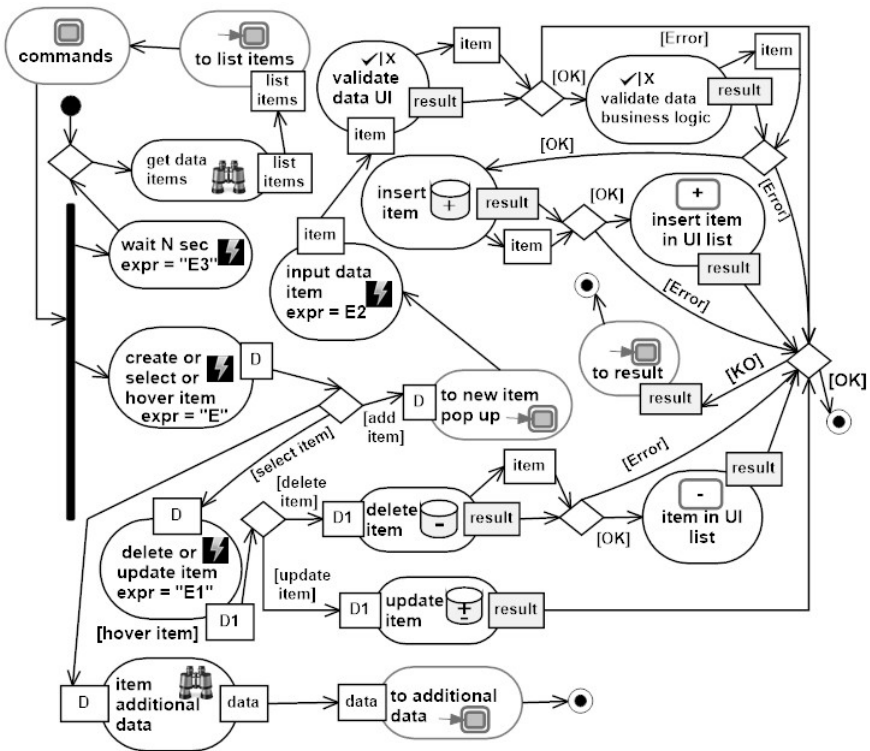 commands
to list items
list
items
get data
items
list
items
wait N sec
expr = "E3"
✓|X
validate
data UI
item
result
item
[OK]
[Error]
✓|X
validate data
business logic
item
result
[OK]
[Error]
insert
item
+
result
item
[OK]
[Error]
+
insert item
in UI list
result
item
input data
item
expr = E2
to result
result
[KO]
[OK]
create or
select or
hover item
expr = "E"
D
[add
item]
D
to new item
pop up
[select item]
D
delete or
update item
expr = "E1"
D1
[hover item]
[delete
item]
D1
delete
item
-
item
result
[Error]
[OK]
-
item in UI
list
result
[update
item]
D1
update
item
±
result
D
item
additional
data
data
data
to additional
data